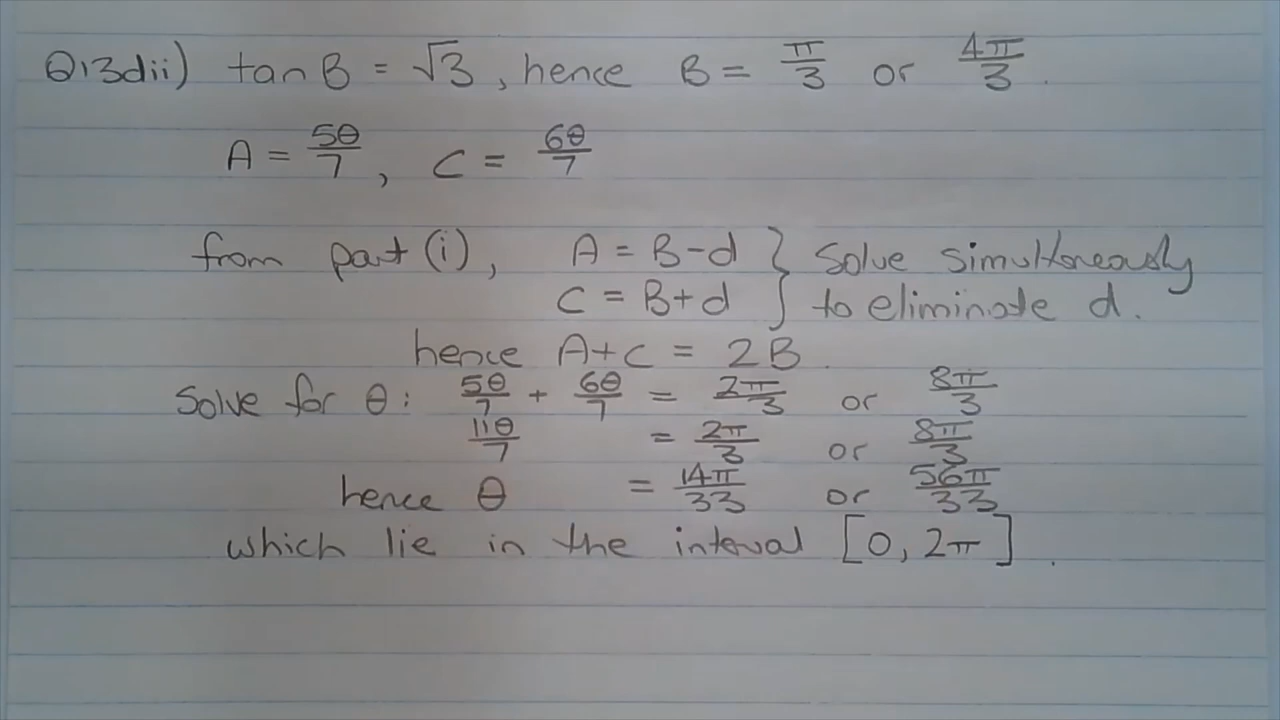 Q13dii) tan B = √3, hence B = π/3 or 4π/3.
A = 5θ/7, C = 6θ/7
from part (i), A = B-d } Solve simultaneously
C = B+d } to eliminate d.
hence A+C = 2B.
Solve for θ: 5θ/7 + 6θ/7 = 2π/3 or 8π/3
11θ/7 = 2π/3 or 8π/3
hence θ = 14π/33 or 56π/33
which lie in the interval [0, 2π].